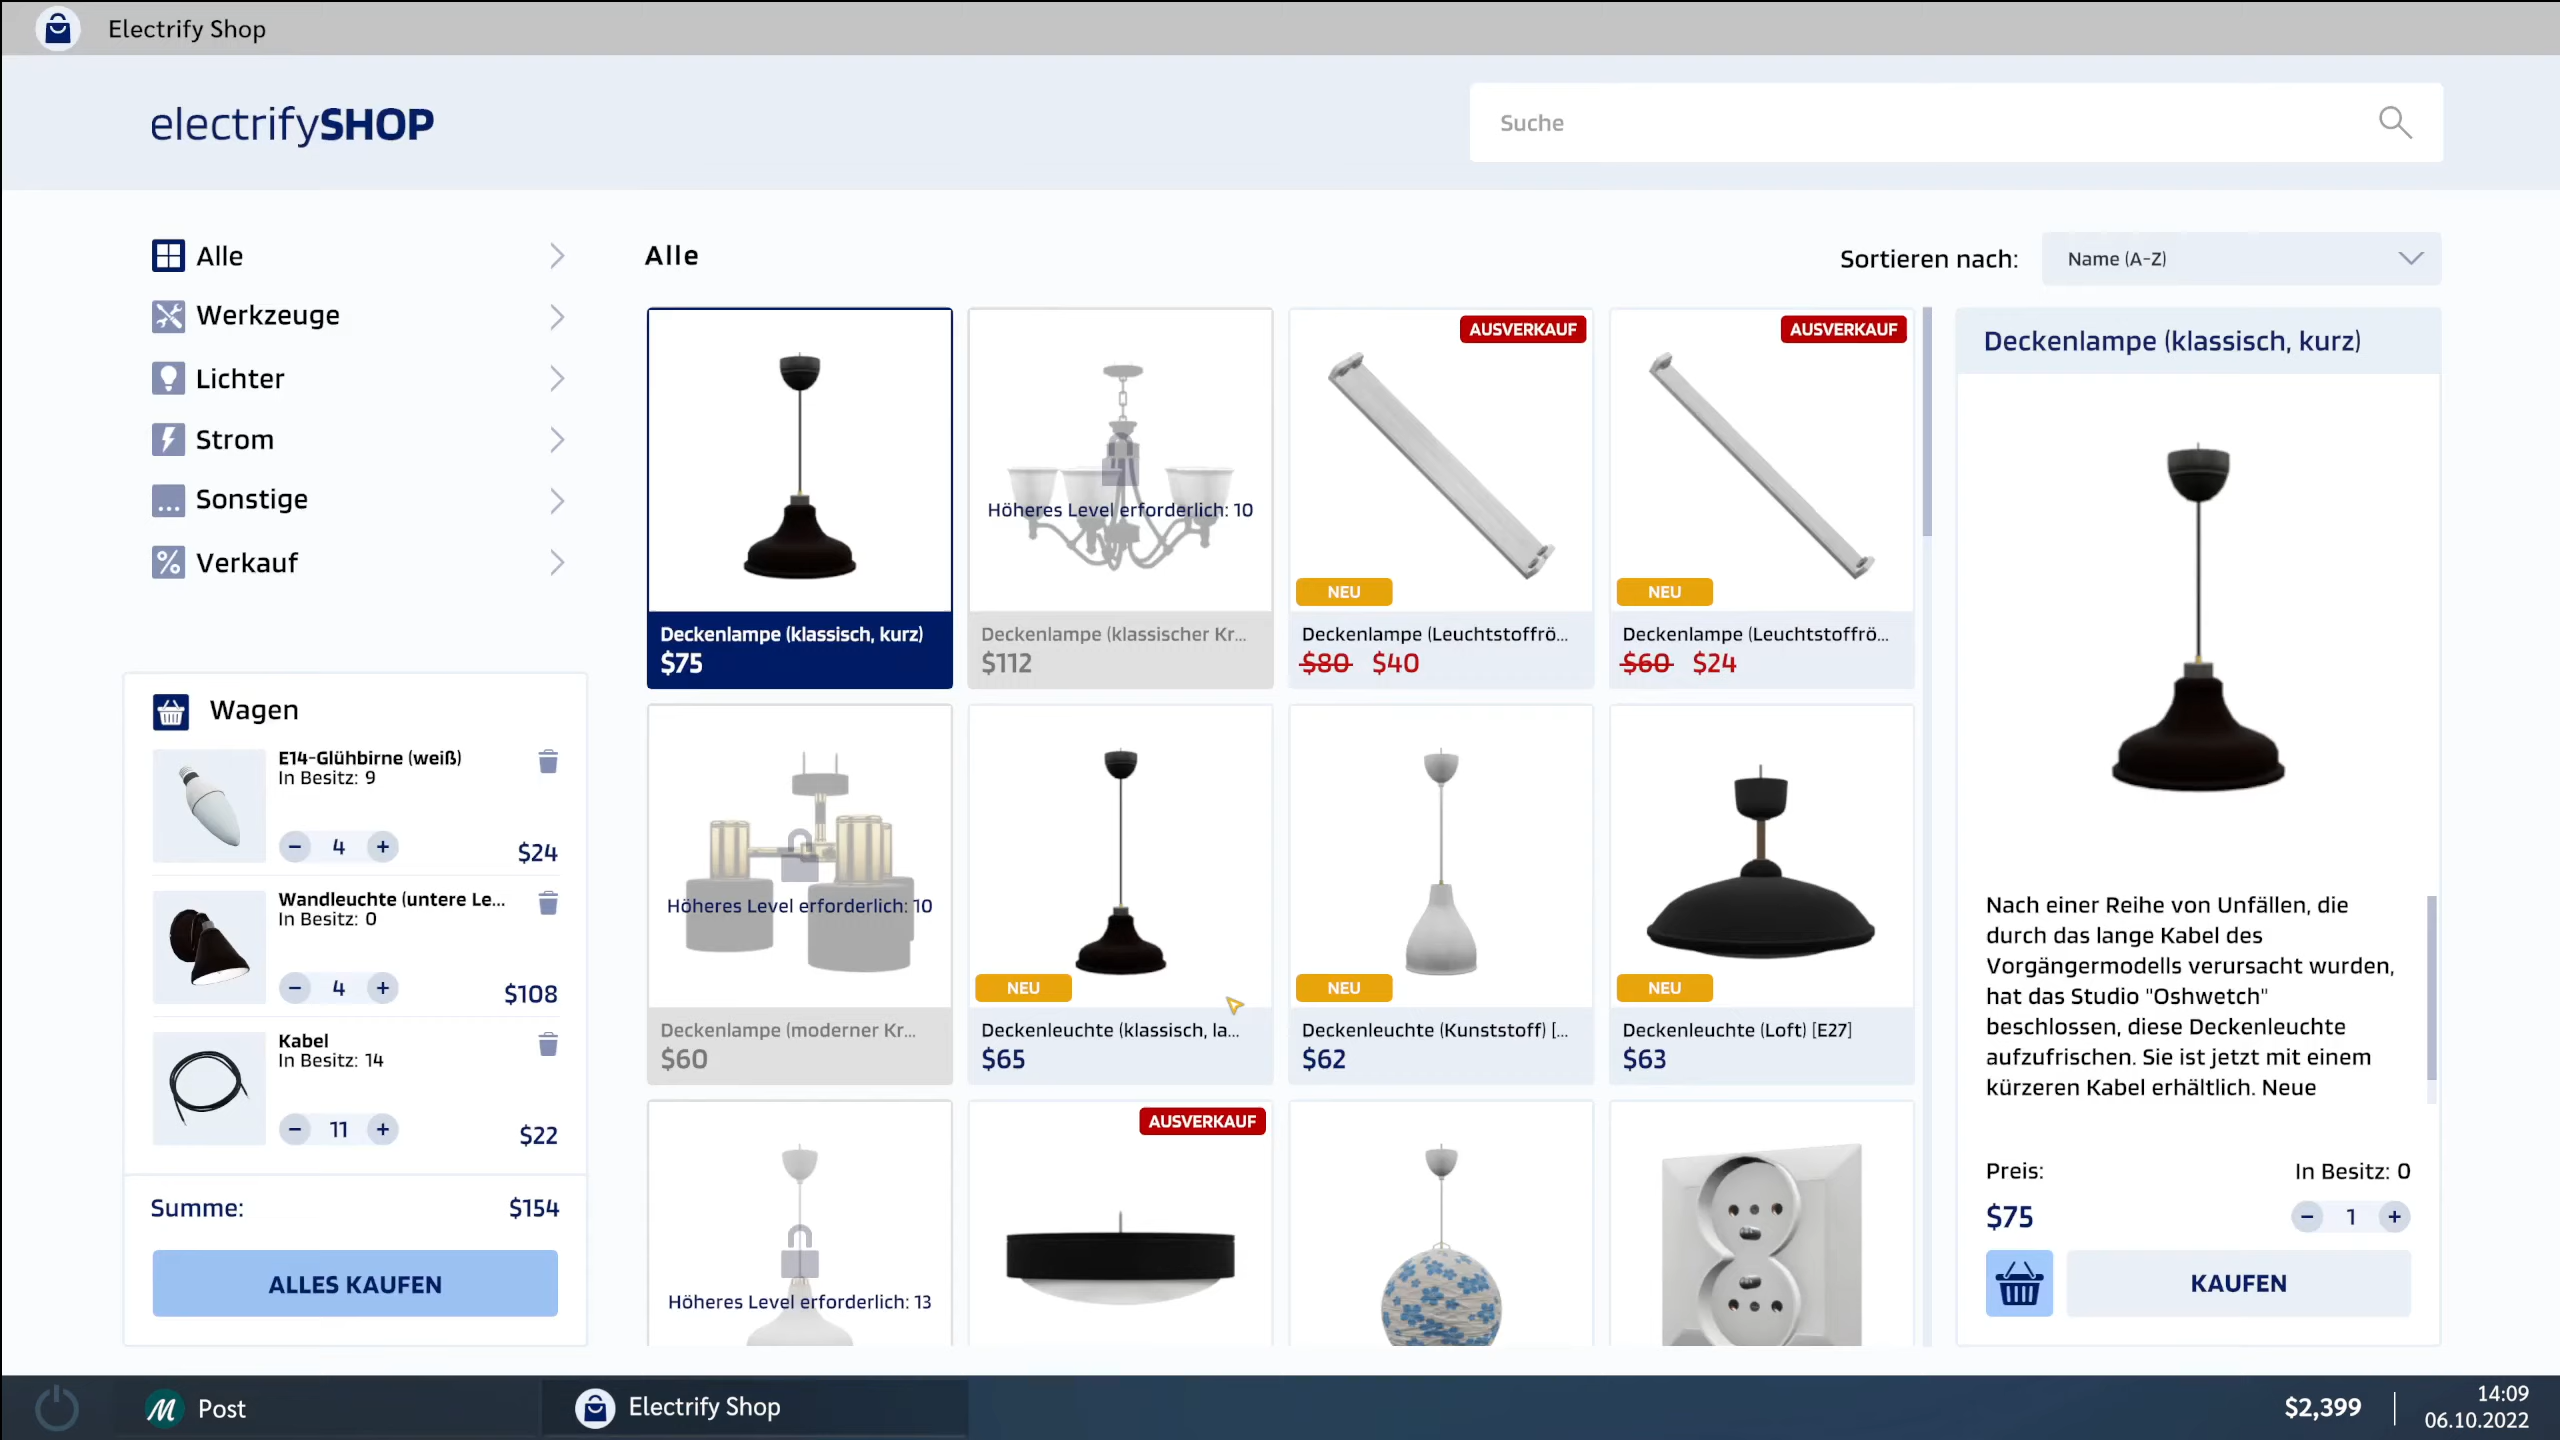 Electrify Shop
electrifySHOP
Suche
Alle
Werkzeuge
Lichter
Strom
Sonstige
Verkauf
Alle
Sortieren nach:
Name (A-Z)
Deckenlampe (klassisch, kurz)
$75
Höheres Level erforderlich: 10
Deckenlampe (klassischer Kr...
$112
AUSVERKAUF
NEU
Deckenlampe (Leuchtstoffrö...
$80 $40
AUSVERKAUF
NEU
Deckenlampe (Leuchtstoffrö...
$60 $24
Höheres Level erforderlich: 10
Deckenlampe (moderner Kr...
$60
NEU
Deckenleuchte (klassisch, la...
$65
NEU
Deckenleuchte (Kunststoff) [...
$62
NEU
Deckenleuchte (Loft) [E27]
$63
Höheres Level erforderlich: 13
AUSVERKAUF
Wagen
E14-Glühbirne (weiß)
In Besitz: 9
− 4 +
$24
Wandleuchte (untere Le...
In Besitz: 0
− 4 +
$108
Kabel
In Besitz: 14
− 11 +
$22
Summe:
$154
ALLES KAUFEN
Deckenlampe (klassisch, kurz)
Nach einer Reihe von Unfällen, die
durch das lange Kabel des
Vorgängermodells verursacht wurden,
hat das Studio "Oshwetch"
beschlossen, diese Deckenleuchte
aufzufrischen. Sie ist jetzt mit einem
kürzeren Kabel erhältlich. Neue
Preis:
In Besitz: 0
$75
− 1 +
KAUFEN
Post
Electrify Shop
$2,399
14:09
06.10.2022